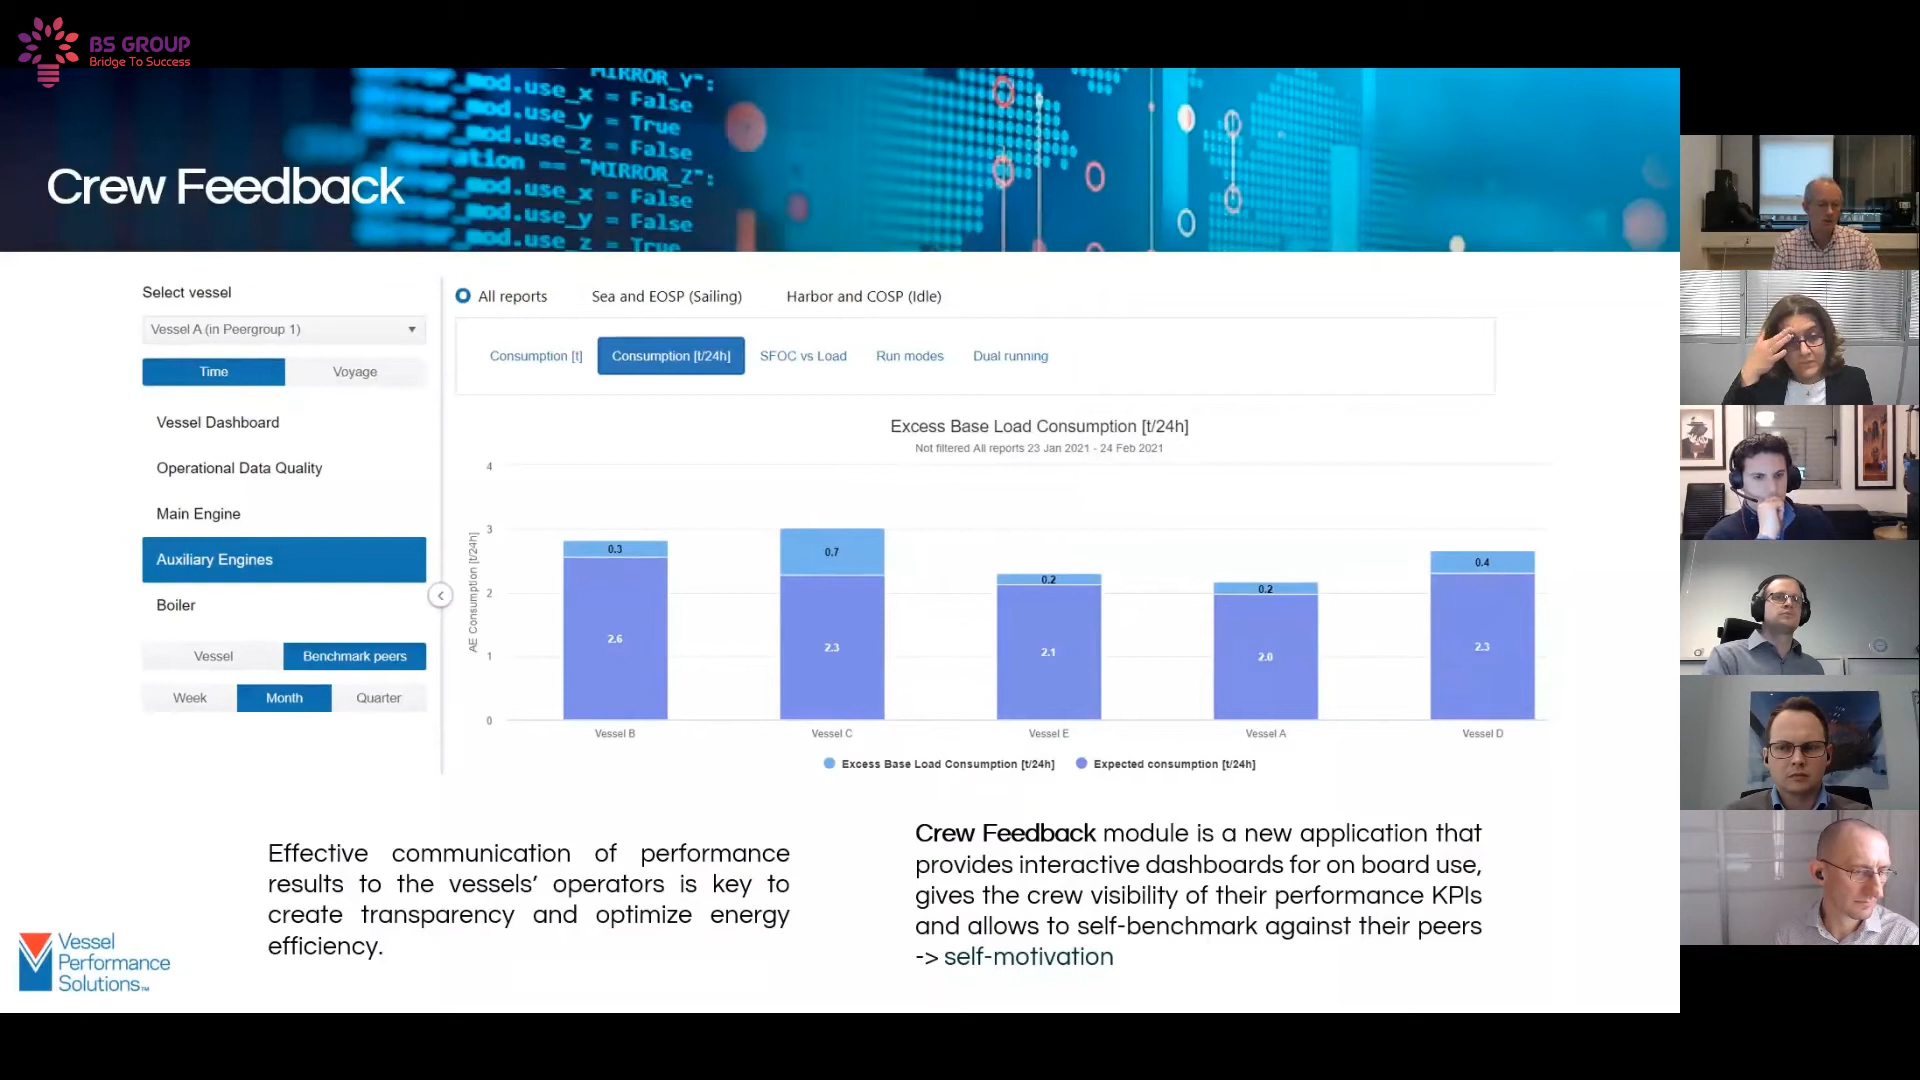 BS GROUP
Bridge To Success
MIRROR_Y":
_mod.use_x = False
_mod.use_y = True
_mod.use_z = False
"MIRROR_Z":
_mod.use_x = False
_mod.use_y = False
_mod.use_z = True
Crew Feedback
Select vessel
Vessel A (in Peergroup 1)
Time
Voyage
Vessel Dashboard
Operational Data Quality
Main Engine
Auxiliary Engines
Boiler
Vessel
Benchmark peers
Week
Month
Quarter
All reports
Sea and EOSP (Sailing)
Harbor and COSP (Idle)
Consumption [t]
Consumption [t/24h]
SFOC vs Load
Run modes
Dual running
Excess Base Load Consumption [t/24h]
Not filtered All reports 23 Jan 2021 - 24 Feb 2021
AE Consumption [t/24h]
4
3
2
1
0
0.3
2.6
0.7
2.3
0.2
2.1
0.2
2.0
0.4
2.3
Vessel B
Vessel C
Vessel E
Vessel A
Vessel D
Excess Base Load Consumption [t/24h]
Expected consumption [t/24h]
Effective communication of performance
results to the vessels’ operators is key to
create transparency and optimize energy
efficiency.
Crew Feedback module is a new application that
provides interactive dashboards for on board use,
gives the crew visibility of their performance KPIs
and allows to self-benchmark against their peers
-> self-motivation
Vessel
Performance
Solutions